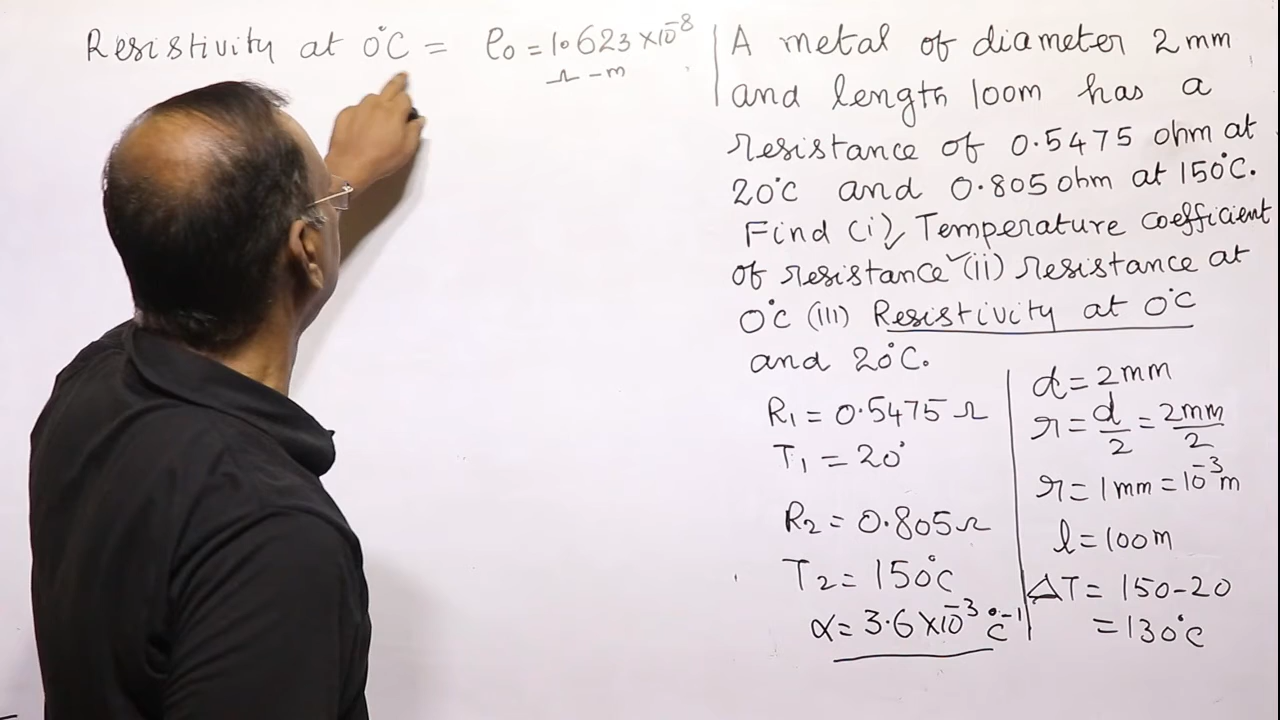 Resistivity at 0°C = ρ₀ = 1.623 × 10⁻⁸
Ω - m
A metal of diameter 2 mm
and length 100m has a
resistance of 0.5475 ohm at
20°C and 0.805 ohm at 150°C.
Find (i) Temperature coefficient
of resistance (ii) resistance at
0°C (iii) Resistivity at 0°C
and 20°C.
R₁ = 0.5475 Ω
T₁ = 20°
R₂ = 0.805 Ω
T₂ = 150°C
α = 3.6 × 10⁻³ °C⁻¹
d = 2mm
r = d/2 = 2mm/2
r = 1mm = 10⁻³ m
l = 100m
ΔT = 150 - 20
= 130°C